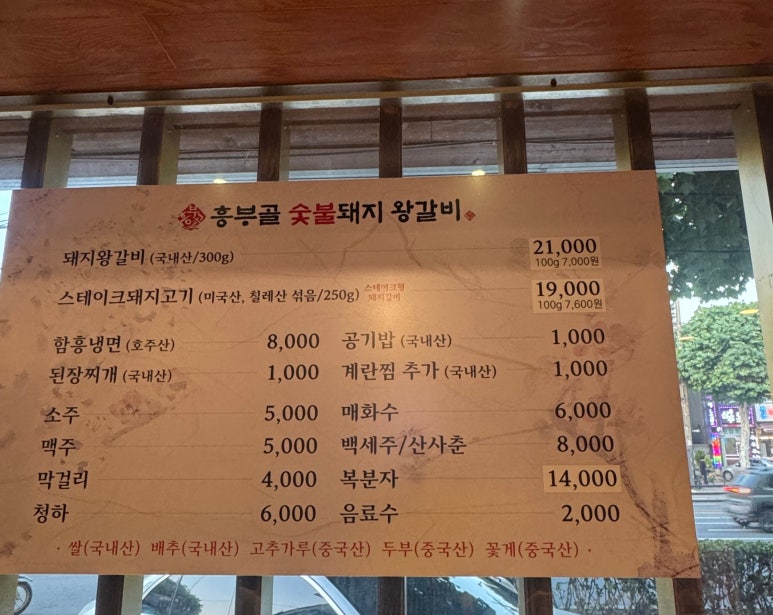 흥부골 숯불돼지 왕갈비
돼지왕갈비 (국내산/300g) 21,000
100g 7,000원
스테이크돼지고기 (미국산, 칠레산 섞음/250g) 스테이크형 돼지갈비 19,000
100g 7,600원
함흥냉면 (호주산) 8,000 공기밥 (국내산) 1,000
된장찌개 (국내산) 1,000 계란찜 추가 (국내산) 1,000
소주 5,000 매화수 6,000
맥주 5,000 백세주/산사춘 8,000
막걸리 4,000 복분자 14,000
청하 6,000 음료수 2,000
· 쌀(국내산) 배추(국내산) 고추가루(중국산) 두부(중국산) 꽃게(중국산) ·